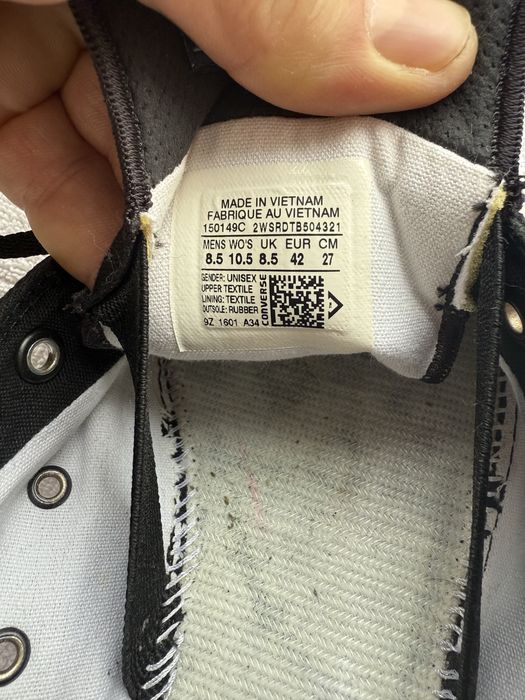 MADE IN VIETNAM
FABRIQUE AU VIETNAM
150149C 2WSRDTB504321
MENS WO'S UK EUR CM
8.5 10.5 8.5 42 27
GENDER: UNISEX
UPPER: TEXTILE
LINING: TEXTILE
OUTSOLE: RUBBER
9Z 1601 A34
CONVERSE